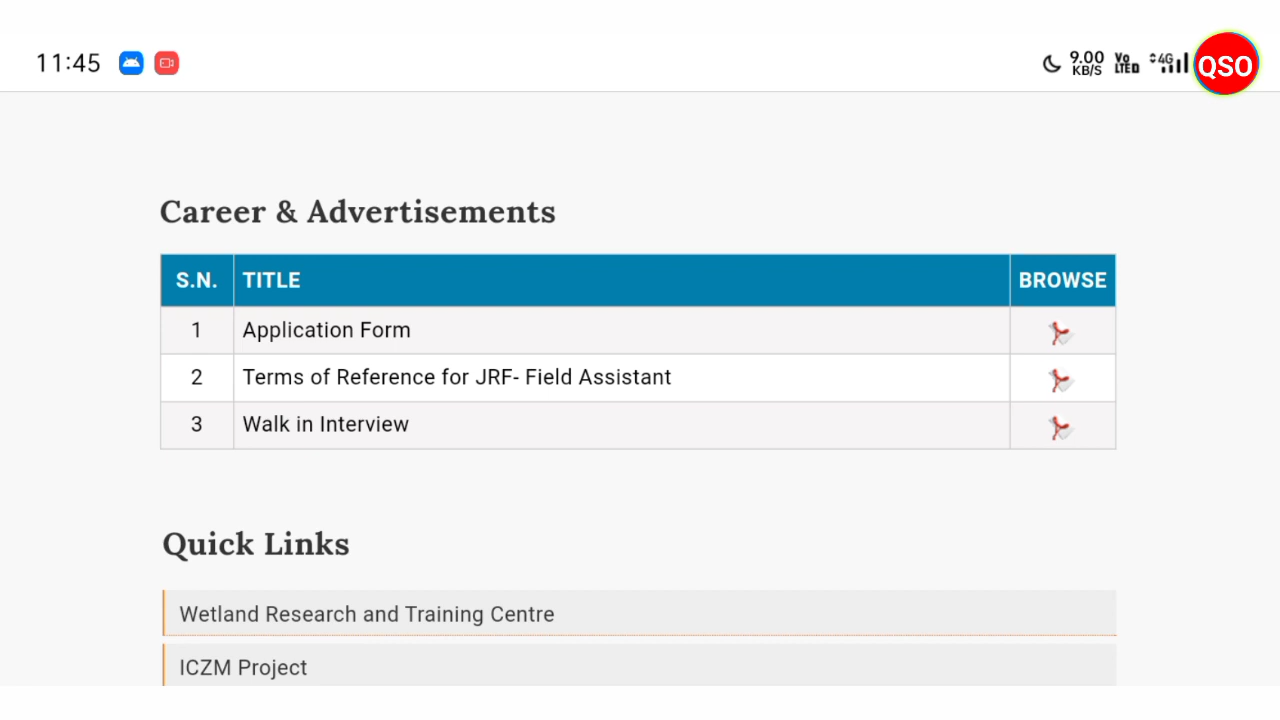 11:45 9.00 KB/S Vo LTE 4G QSO
Career & Advertisements
S.N. TITLE BROWSE
1 Application Form
2 Terms of Reference for JRF- Field Assistant
3 Walk in Interview
Quick Links
Wetland Research and Training Centre
ICZM Project